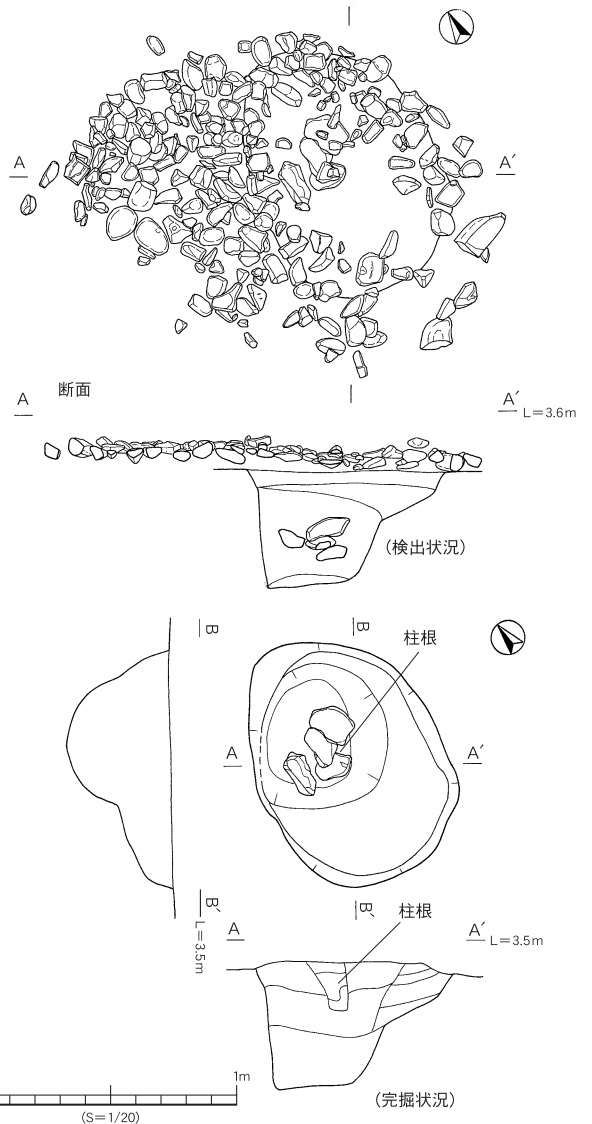 A
A′
断面
A
A′
L＝3.6m
（検出状況）
B
B
柱根
A
A′
B′
L＝3.5m
B′
柱根
A
A′
L＝3.5m
1m
(S＝1/20)
（完掘状況）